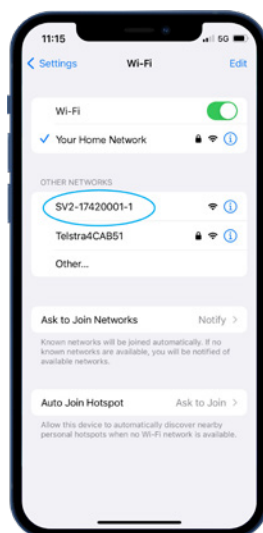 11:15 5G
Settings Wi-Fi Edit
Wi-Fi
Your Home Network
OTHER NETWORKS
SV2-17420001-1
Telstra4CAB51
Other...
Ask to Join Networks Notify
Known networks will be joined automatically. If no
known networks are available, you will be notified of
available networks.
Auto Join Hotspot Ask to Join
Allow this device to automatically discover nearby
personal hotspots when no Wi-Fi network is available.